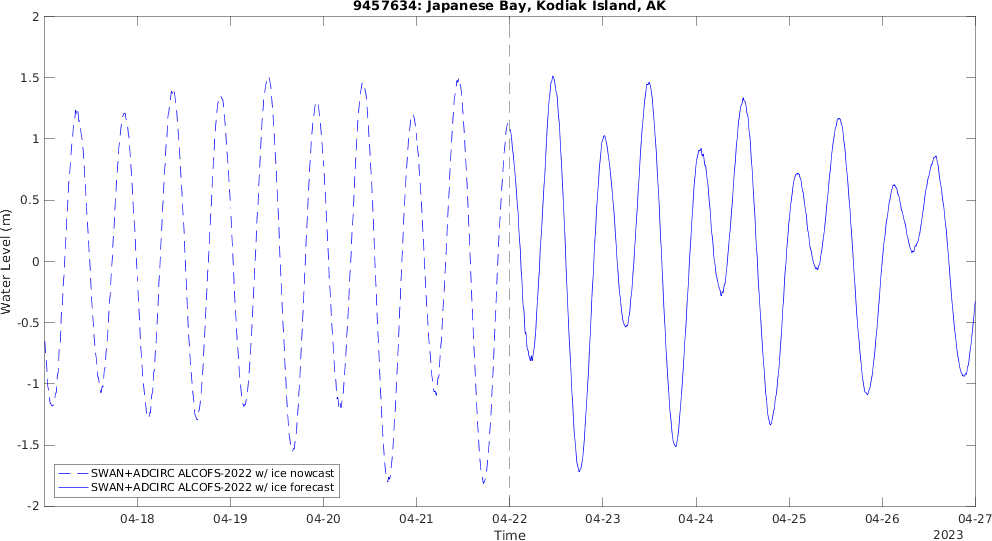 9457634: Japanese Bay, Kodiak Island, AK
2
1.5
1
0.5
0
-0.5
-1
-1.5
-2
Water Level (m)
SWAN+ADCIRC ALCOFS-2022 w/ ice nowcast
SWAN+ADCIRC ALCOFS-2022 w/ ice forecast
04-18 04-19 04-20 04-21 04-22 04-23 04-24 04-25 04-26 04-27
Time
2023